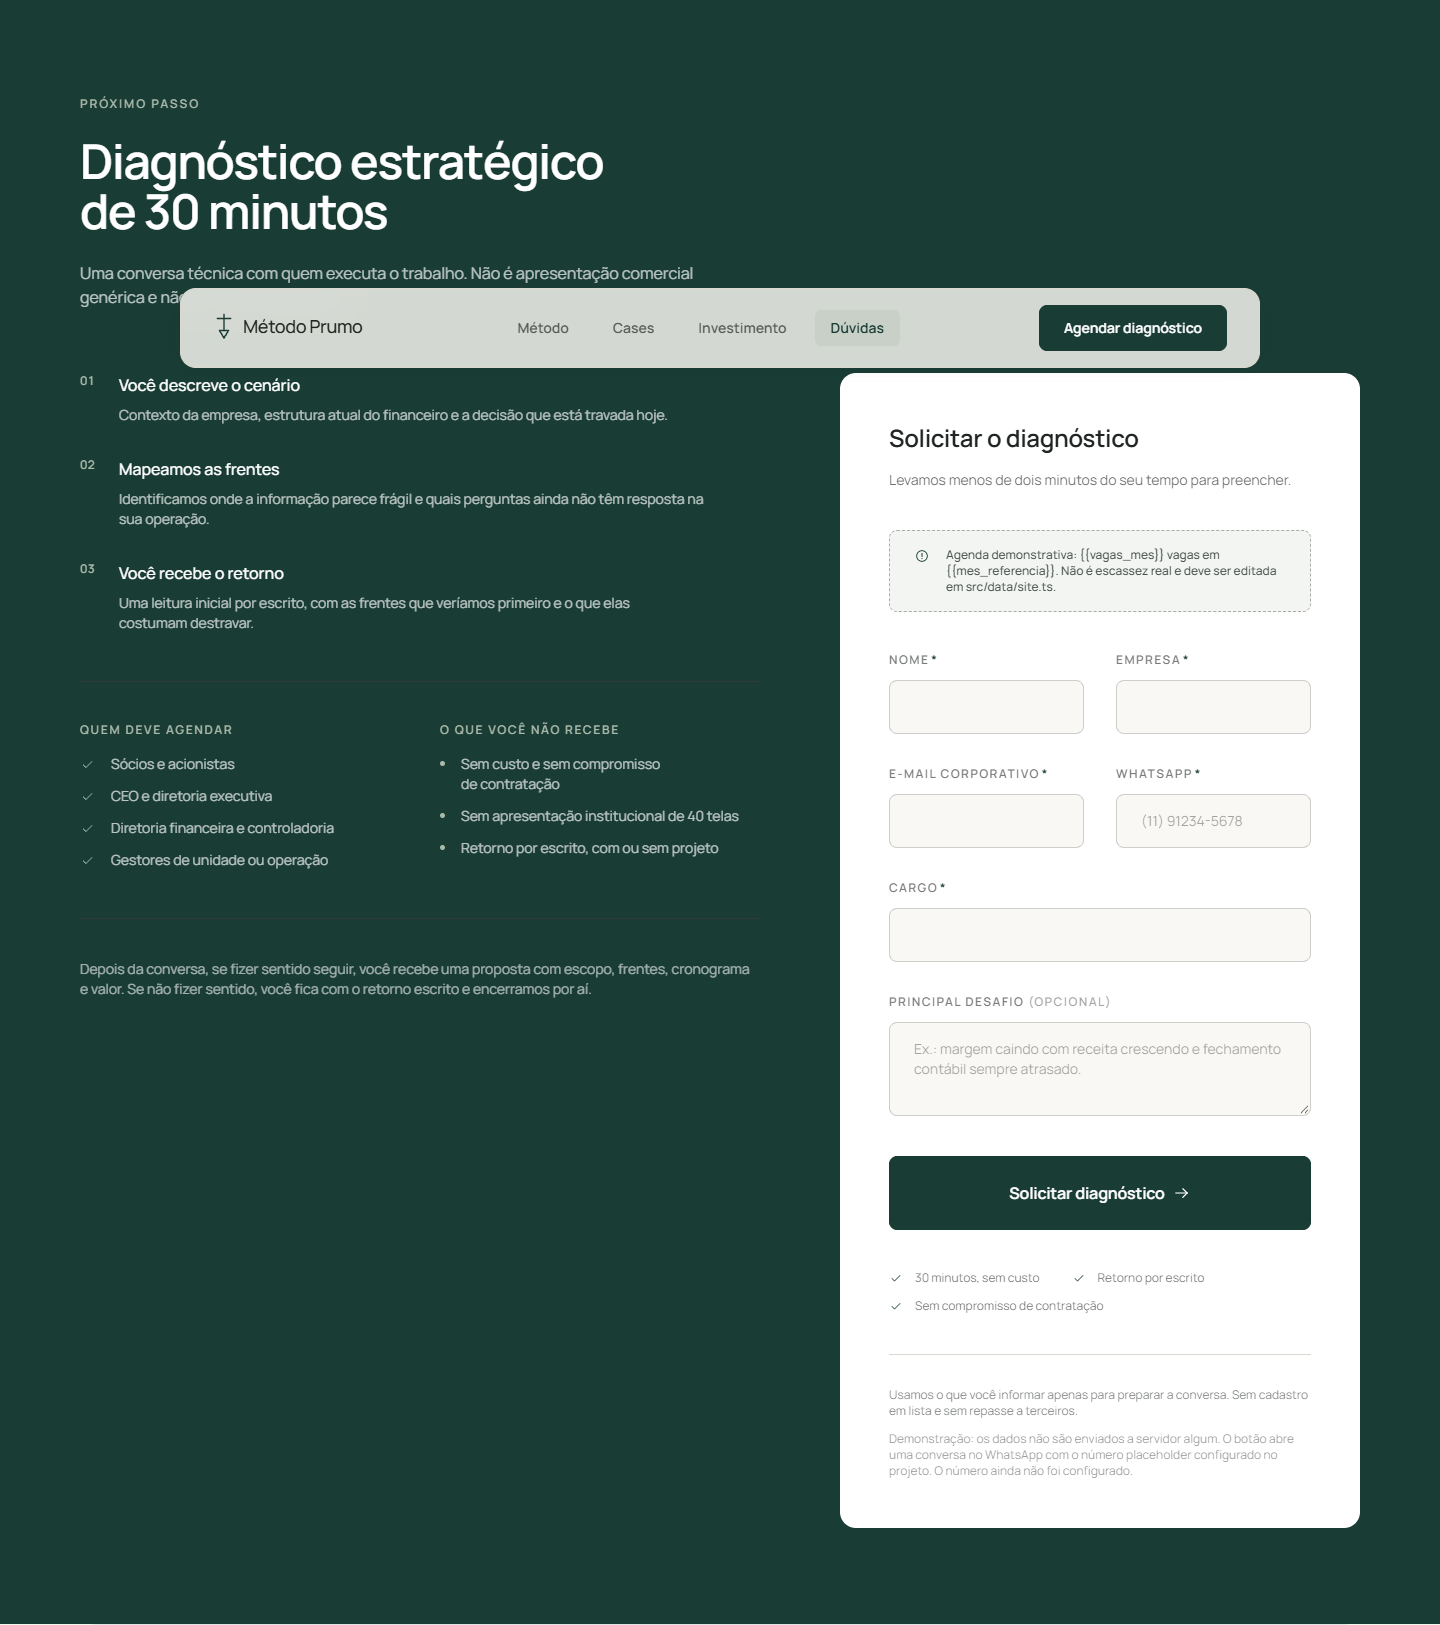 PRÓXIMO PASSO
Diagnóstico estratégico
de 30 minutos
Uma conversa técnica com quem executa o trabalho. Não é apresentação comercial
genérica e
Método Prumo
Método
Cases
Investimento
Dúvidas
Agendar diagnóstico
01
Você descreve o cenário
Contexto da empresa, estrutura atual do financeiro e a decisão que está travada hoje.
02
Mapeamos as frentes
Identificamos onde a informação parece frágil e quais perguntas ainda não têm resposta na
sua operação.
03
Você recebe o retorno
Uma leitura inicial por escrito, com as frentes que veríamos primeiro e o que elas
costumam destravar.
QUEM DEVE AGENDAR
Sócios e acionistas
CEO e diretoria executiva
Diretoria financeira e controladoria
Gestores de unidade ou operação
O QUE VOCÊ NÃO RECEBE
Sem custo e sem compromisso
de contratação
Sem apresentação institucional de 40 telas
Retorno por escrito, com ou sem projeto
Depois da conversa, se fizer sentido seguir, você recebe uma proposta com escopo, frentes, cronograma
e valor. Se não fizer sentido, você fica com o retorno escrito e encerramos por aí.
Solicitar o diagnóstico
Levamos menos de dois minutos do seu tempo para preencher.
Agenda demonstrativa: {{vagas_mes}} vagas em
{{mes_referencia}}. Não é escassez real e deve ser editada
em src/data/site.ts.
NOME *
EMPRESA *
E-MAIL CORPORATIVO *
WHATSAPP *
(11) 91234-5678
CARGO *
PRINCIPAL DESAFIO (OPCIONAL)
Ex.: margem caindo com receita crescendo e fechamento
contábil sempre atrasado.
Solicitar diagnóstico →
30 minutos, sem custo
Retorno por escrito
Sem compromisso de contratação
Usamos o que você informar apenas para preparar a conversa. Sem cadastro
em lista e sem repasse a terceiros.
Demonstração: os dados não são enviados a servidor algum. O botão abre
uma conversa no WhatsApp com o número placeholder configurado no
projeto. O número ainda não foi configurado.